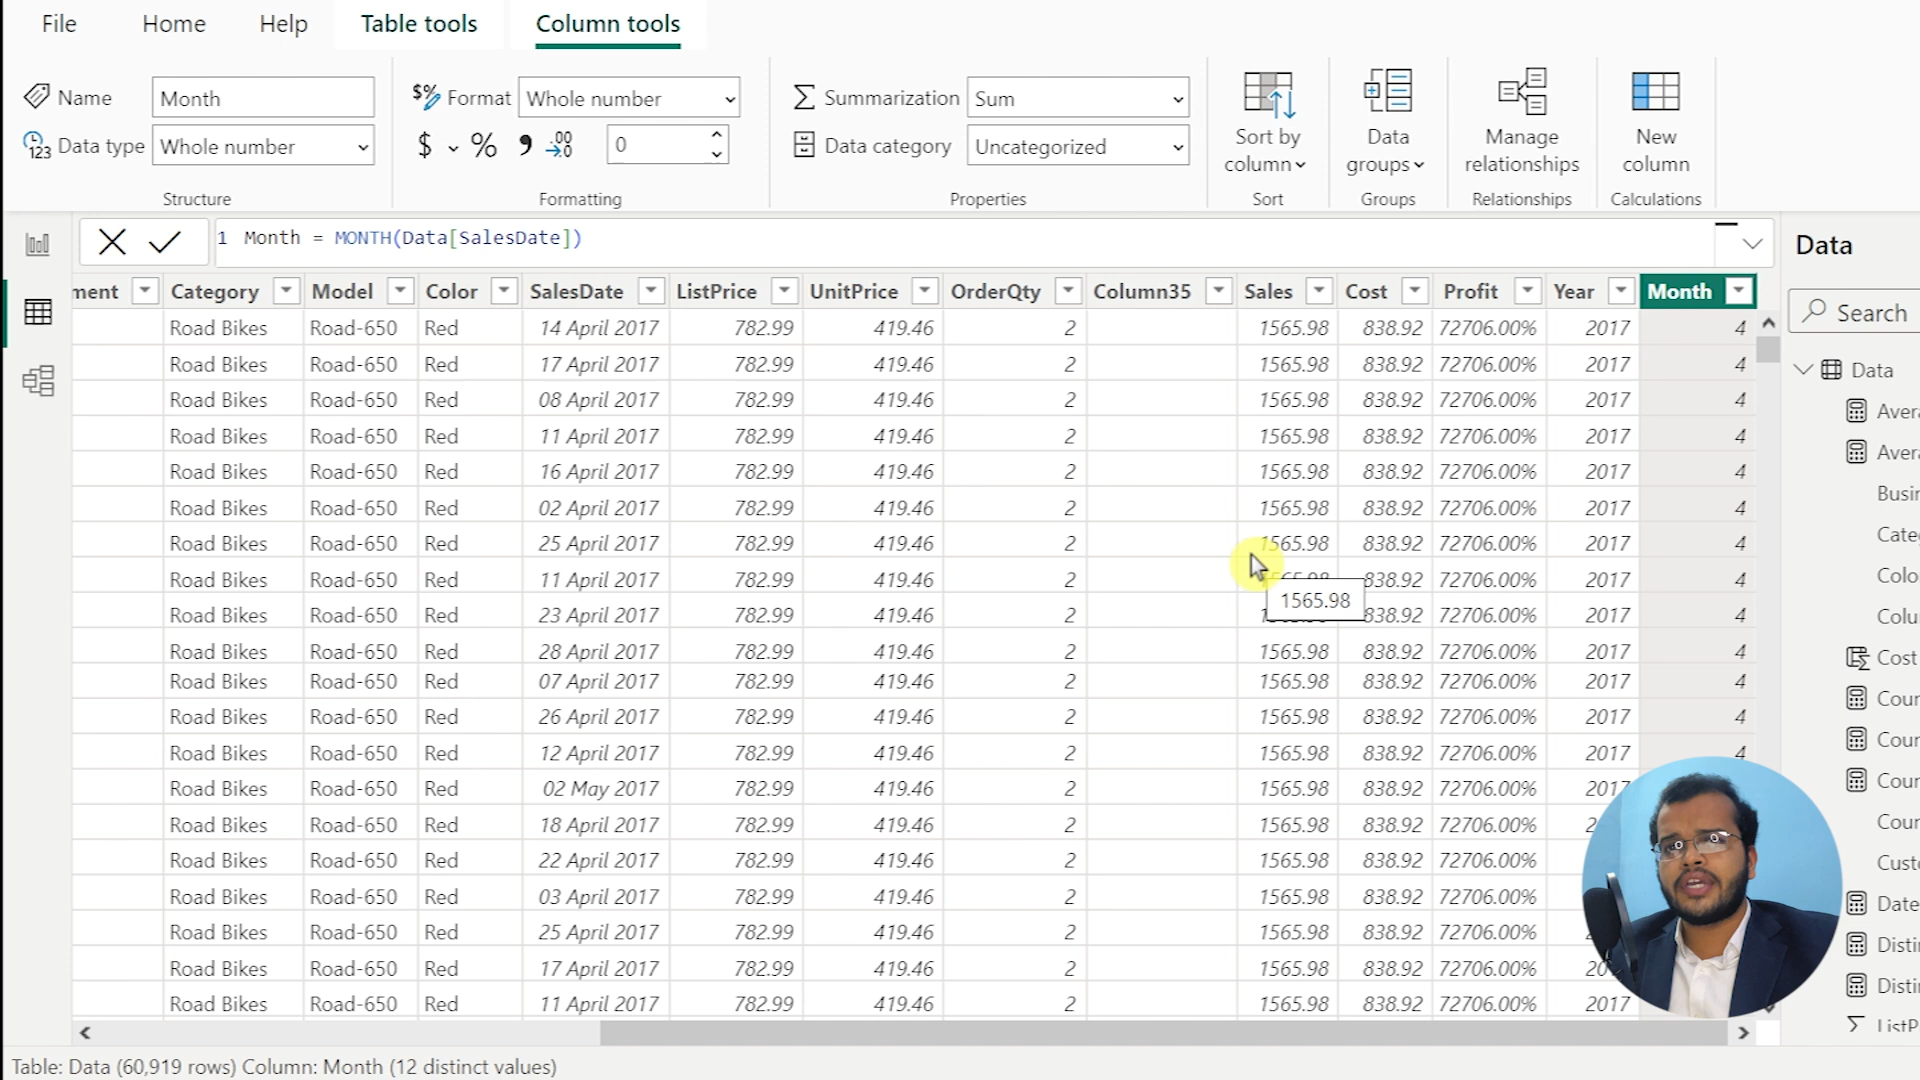 File Home Help Table tools Column tools
Name Month Format Whole number Summarization Sum Sort by column Data groups Manage relationships New column
Data type Whole number $ % 0 Data category Uncategorized
Structure Formatting Properties Sort Groups Relationships Calculations
1 Month = MONTH(Data[SalesDate])
ment Category Model Color SalesDate ListPrice UnitPrice OrderQty Column35 Sales Cost Profit Year Month
Road Bikes Road-650 Red 14 April 2017 782.99 419.46 2 1565.98 838.92 72706.00% 2017 4
Road Bikes Road-650 Red 17 April 2017 782.99 419.46 2 1565.98 838.92 72706.00% 2017 4
Road Bikes Road-650 Red 08 April 2017 782.99 419.46 2 1565.98 838.92 72706.00% 2017 4
Road Bikes Road-650 Red 11 April 2017 782.99 419.46 2 1565.98 838.92 72706.00% 2017 4
Road Bikes Road-650 Red 16 April 2017 782.99 419.46 2 1565.98 838.92 72706.00% 2017 4
Road Bikes Road-650 Red 02 April 2017 782.99 419.46 2 1565.98 838.92 72706.00% 2017 4
Road Bikes Road-650 Red 25 April 2017 782.99 419.46 2 1565.98 838.92 72706.00% 2017 4
Road Bikes Road-650 Red 11 April 2017 782.99 419.46 2 838.92 72706.00% 2017 4
1565.98
Road Bikes Road-650 Red 23 April 2017 782.99 419.46 2 838.92 72706.00% 2017 4
Road Bikes Road-650 Red 28 April 2017 782.99 419.46 2 1565.98 838.92 72706.00% 2017 4
Road Bikes Road-650 Red 07 April 2017 782.99 419.46 2 1565.98 838.92 72706.00% 2017 4
Road Bikes Road-650 Red 26 April 2017 782.99 419.46 2 1565.98 838.92 72706.00% 2017 4
Road Bikes Road-650 Red 12 April 2017 782.99 419.46 2 1565.98 838.92 72706.00% 2017 4
Road Bikes Road-650 Red 02 May 2017 782.99 419.46 2 1565.98 838.92 72706.00% 2017
Road Bikes Road-650 Red 18 April 2017 782.99 419.46 2 1565.98 838.92 72706.00%
Road Bikes Road-650 Red 22 April 2017 782.99 419.46 2 1565.98 838.92 72706.00%
Road Bikes Road-650 Red 03 April 2017 782.99 419.46 2 1565.98 838.92 72706.00%
Road Bikes Road-650 Red 25 April 2017 782.99 419.46 2 1565.98 838.92 72706.00%
Road Bikes Road-650 Red 17 April 2017 782.99 419.46 2 1565.98 838.92 72706.00%
Road Bikes Road-650 Red 11 April 2017 782.99 419.46 2 1565.98 838.92 72706.00% 2017
Data
Search
Data
Avera
Avera
Busin
Categ
Colo
Colu
Cost
Cour
Cour
Cour
Cour
Custo
Date
Distin
Distin
ListP
Table: Data (60,919 rows) Column: Month (12 distinct values)